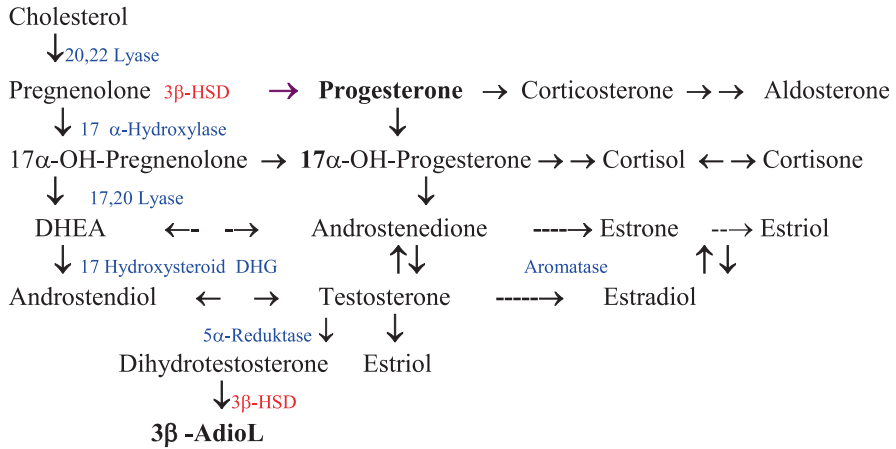 Cholesterol
↓ 20,22 Lyase
Pregnenolone 3β-HSD → Progesterone → Corticosterone → → Aldosterone
↓ 17 α-Hydroxylase ↓
17α-OH-Pregnenolone → 17α-OH-Progesterone → → Cortisol ← → Cortisone
↓ 17,20 Lyase ↓
DHEA ←- -→ Androstenedione ----→ Estrone --→ Estriol
↓ 17 Hydroxysteroid DHG ↑↓ Aromatase ↑↓
Androstendiol ← → Testosterone -----→ Estradiol
5α-Reduktase ↓ ↓
Dihydrotestosterone Estriol
↓ 3β-HSD
3β -AdioL